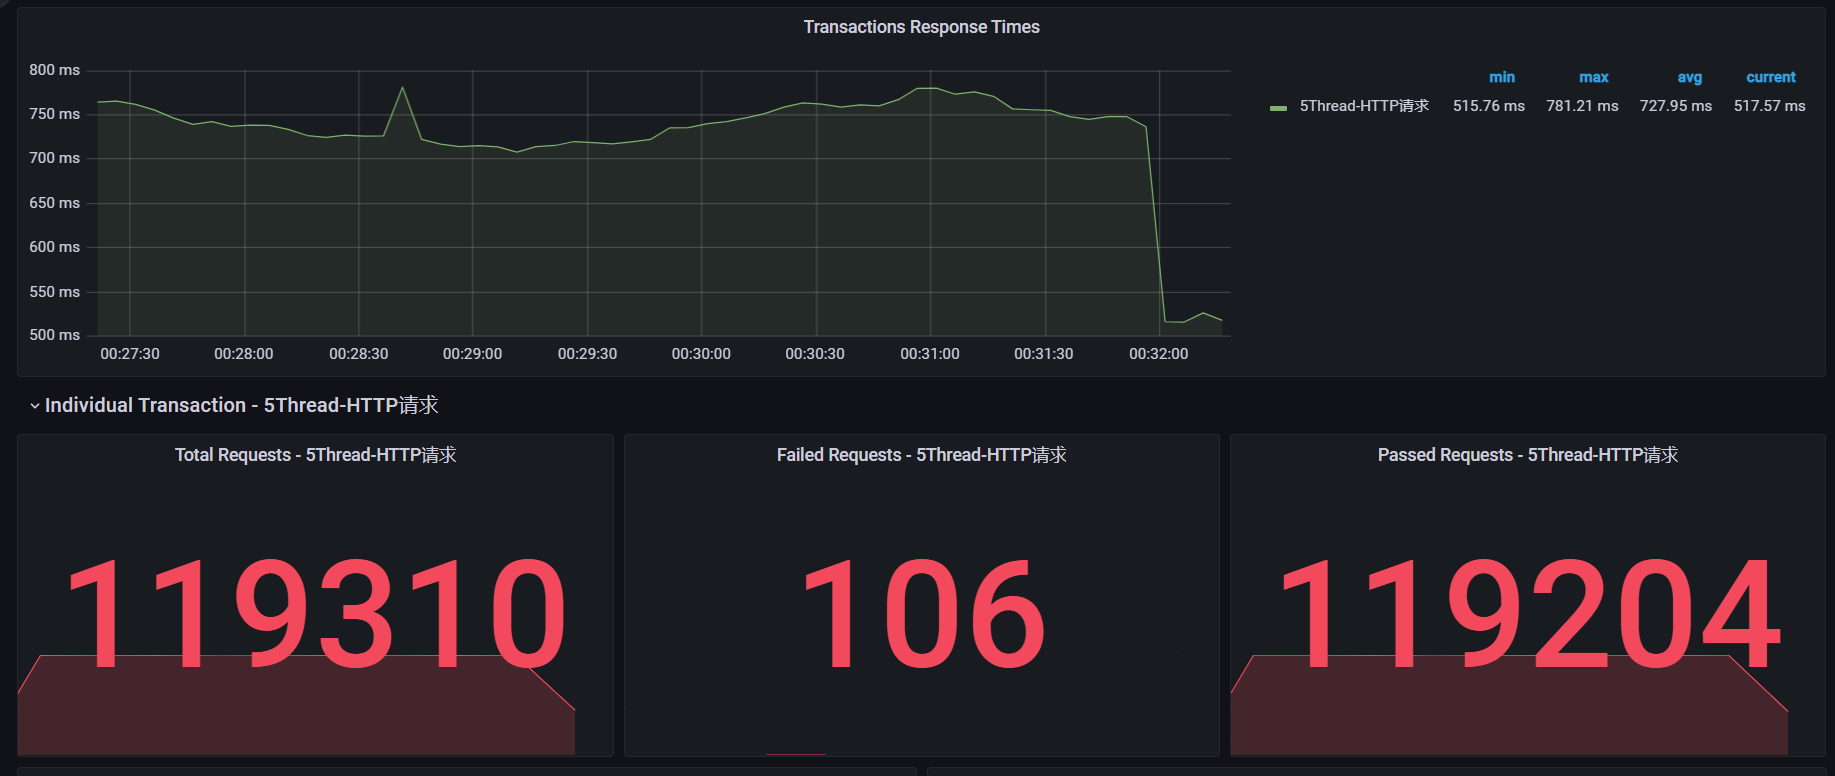 Transactions Response Times
800 ms
750 ms
700 ms
650 ms
600 ms
550 ms
500 ms
00:27:30 00:28:00 00:28:30 00:29:00 00:29:30 00:30:00 00:30:30 00:31:00 00:31:30 00:32:00
min max avg current
5Thread-HTTP请求 515.76 ms 781.21 ms 727.95 ms 517.57 ms
Individual Transaction - 5Thread-HTTP请求
Total Requests - 5Thread-HTTP请求
119310
Failed Requests - 5Thread-HTTP请求
106
Passed Requests - 5Thread-HTTP请求
119204